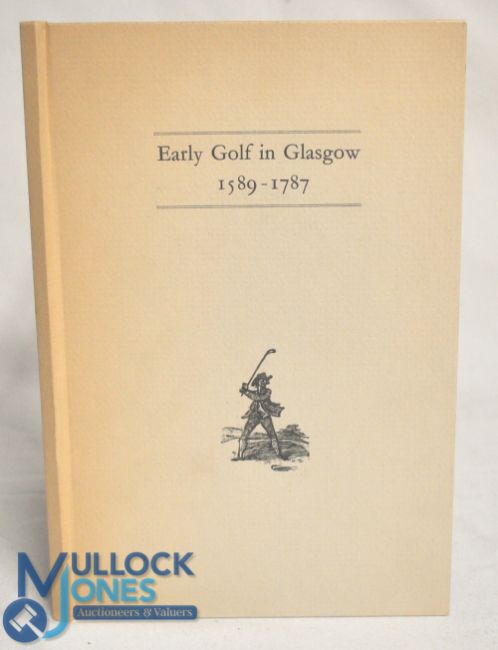 Early Golf in Glasgow
1589-1787
MULLOCK
JONES
Auctioneers & Valuers